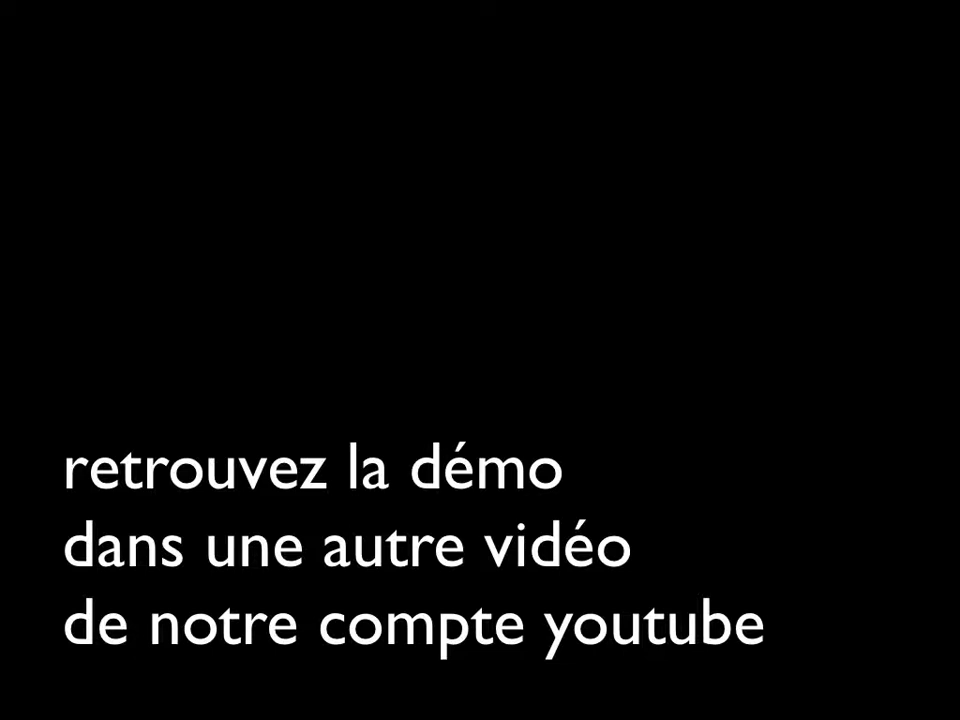 retrouvez la démo
dans une autre vidéo
de notre compte youtube